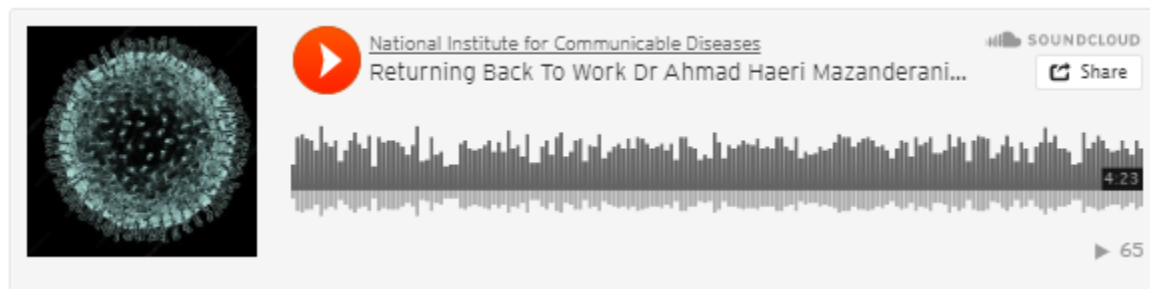 National Institute for Communicable Diseases
SOUNDCLOUD
Returning Back To Work Dr Ahmad Haeri Mazanderani...
Share
4:23
65